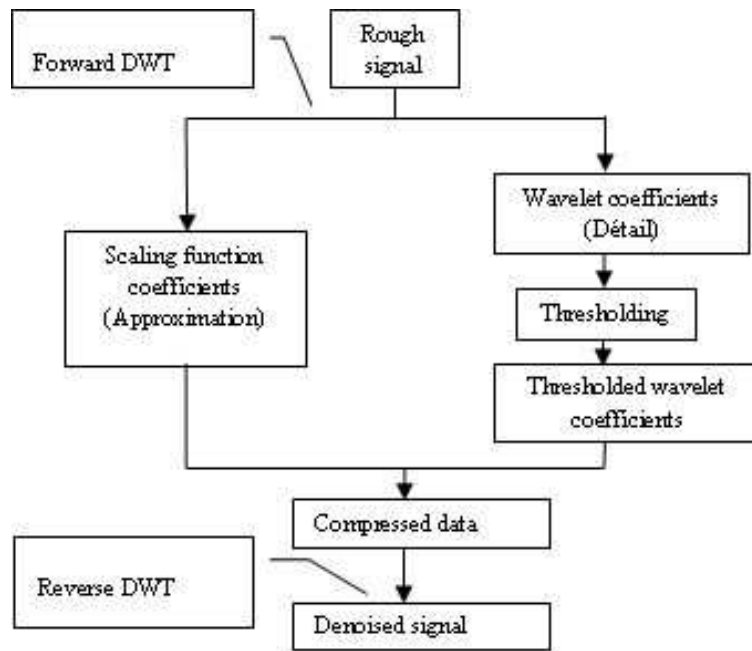 Forward DWT
Rough
signal
Wavelet coefficients
(Détail)
Scaling function
coefficients
(Approximation)
Thresholding
Thresholded wavelet
coefficients
Compressed data
Reverse DWT
Denoised signal